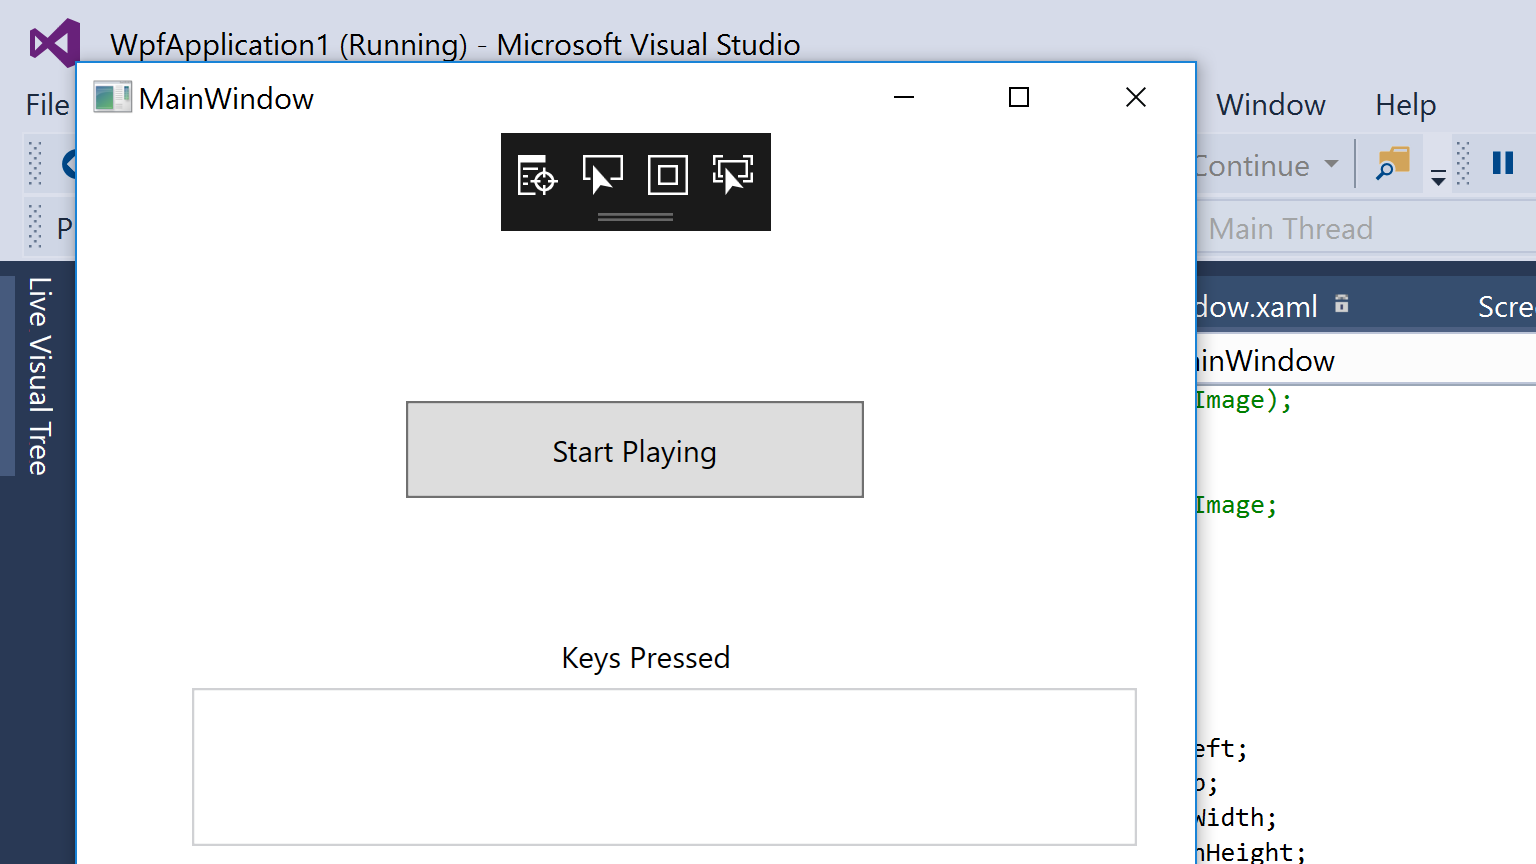 WpfApplication1 (Running) - Microsoft Visual Studio
MainWindow
File
Window Help
Continue
P
Main Thread
Live Visual Tree
dow.xaml
Scre
inWindow
Start Playing
Image);
Image;
Keys Pressed
eft;
p;
Width;
nHeight;